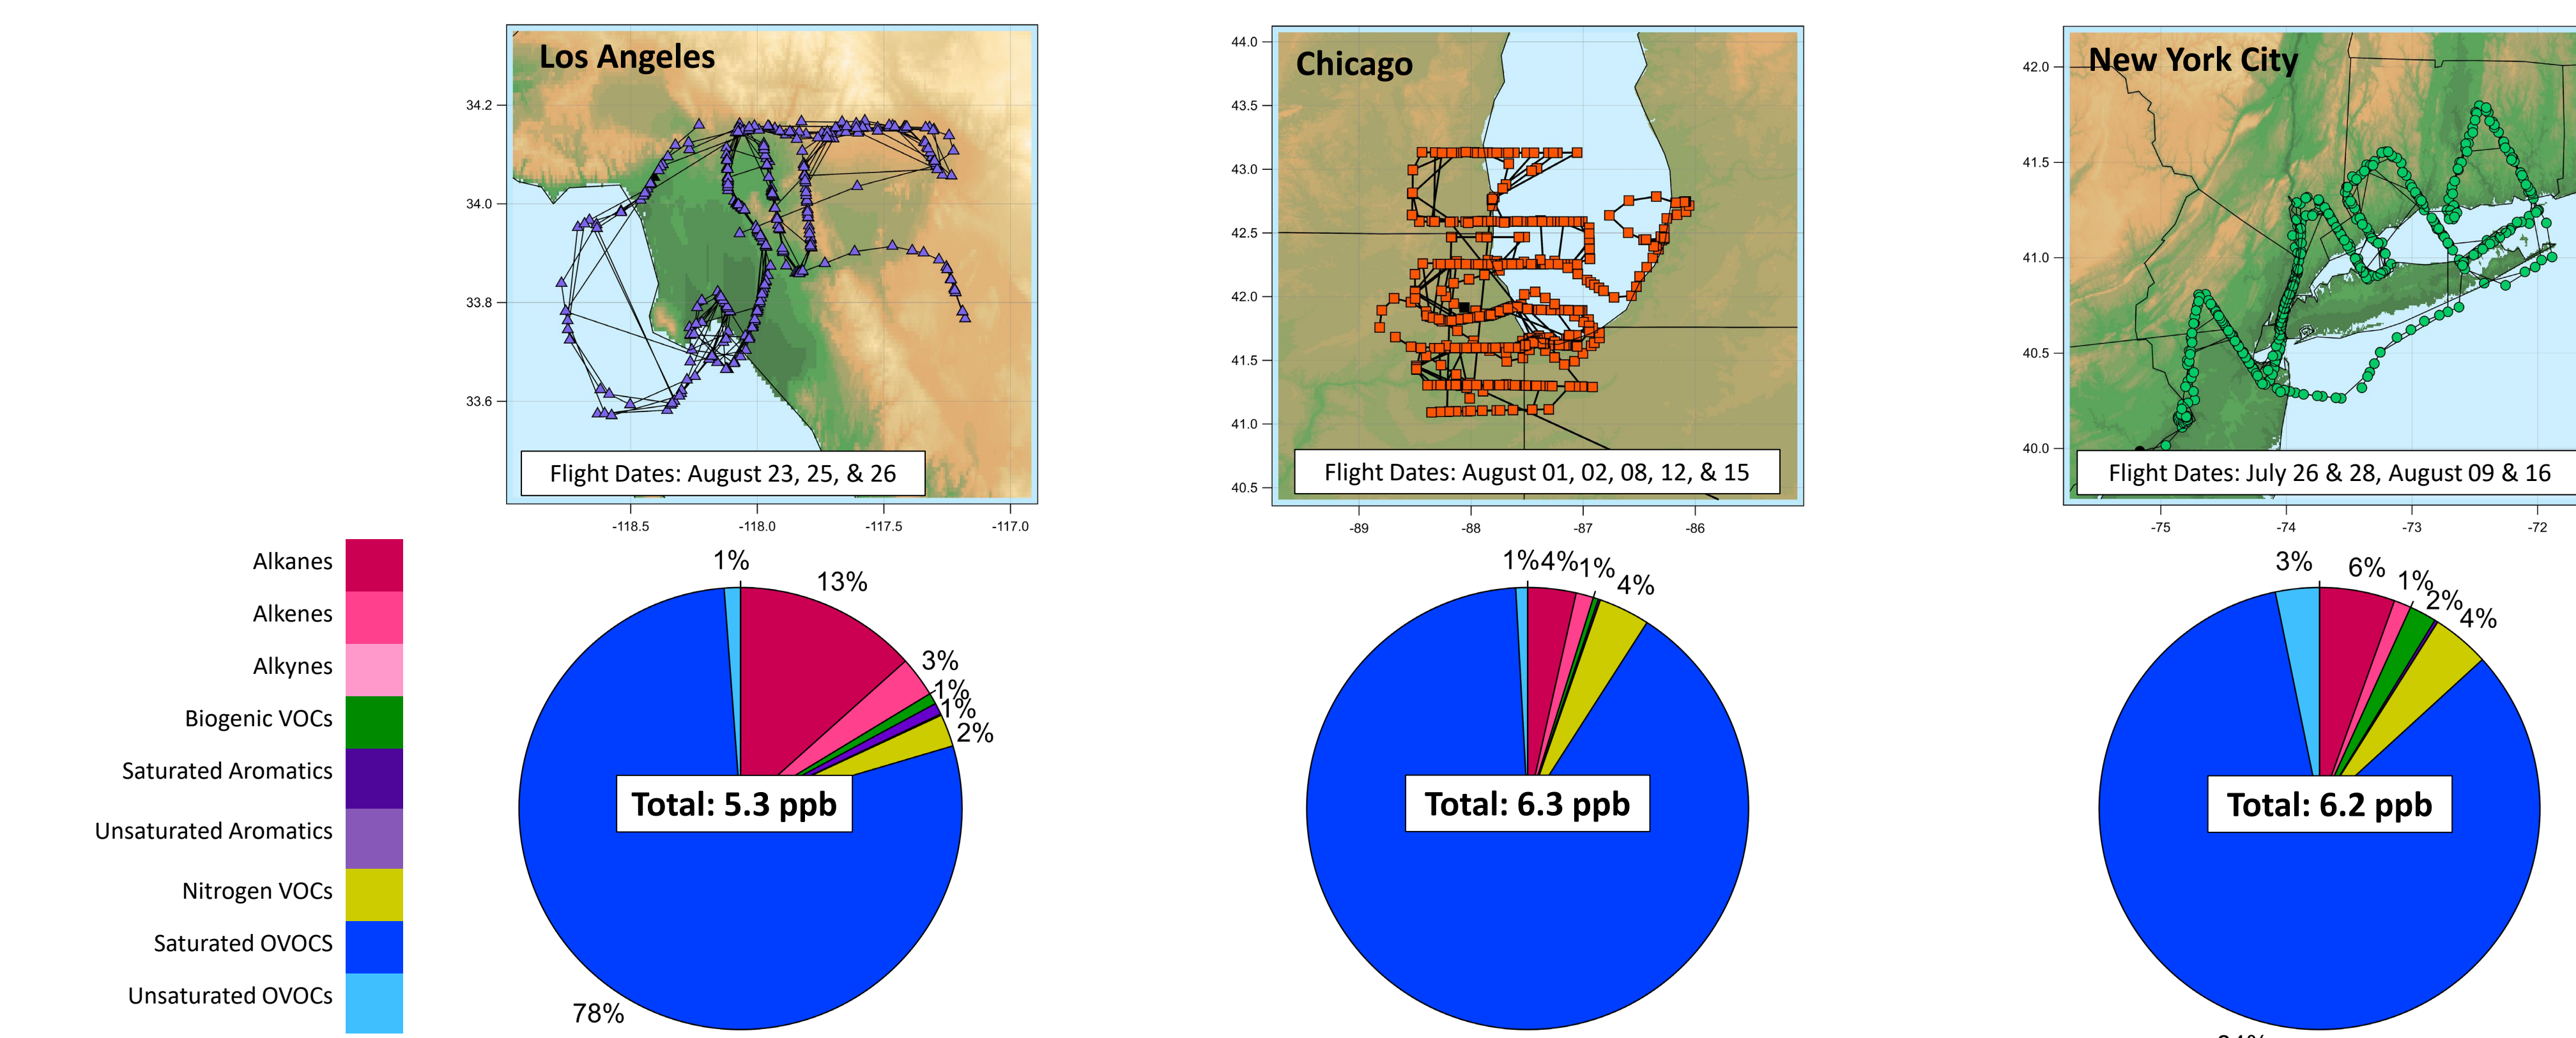 Los Angeles
34.2
34.0
33.8
33.6
Flight Dates: August 23, 25, & 26
-118.5
-118.0
-117.5
-117.0
Chicago
44.0
43.5
43.0
42.5
42.0
41.5
41.0
40.5
Flight Dates: August 01, 02, 08, 12, & 15
-89
-88
-87
-86
New York City
42.0
41.5
41.0
40.5
40.0
Flight Dates: July 26 & 28, August 09 & 16
-75
-74
-73
-72
Alkanes
Alkenes
Alkynes
Biogenic VOCs
Saturated Aromatics
Unsaturated Aromatics
Nitrogen VOCs
Saturated OVOCS
Unsaturated OVOCs
1%
13%
3%
1%
1%
2%
Total: 5.3 ppb
78%
1%
4%
1%
4%
Total: 6.3 ppb
3%
6%
1%
2%
4%
Total: 6.2 ppb